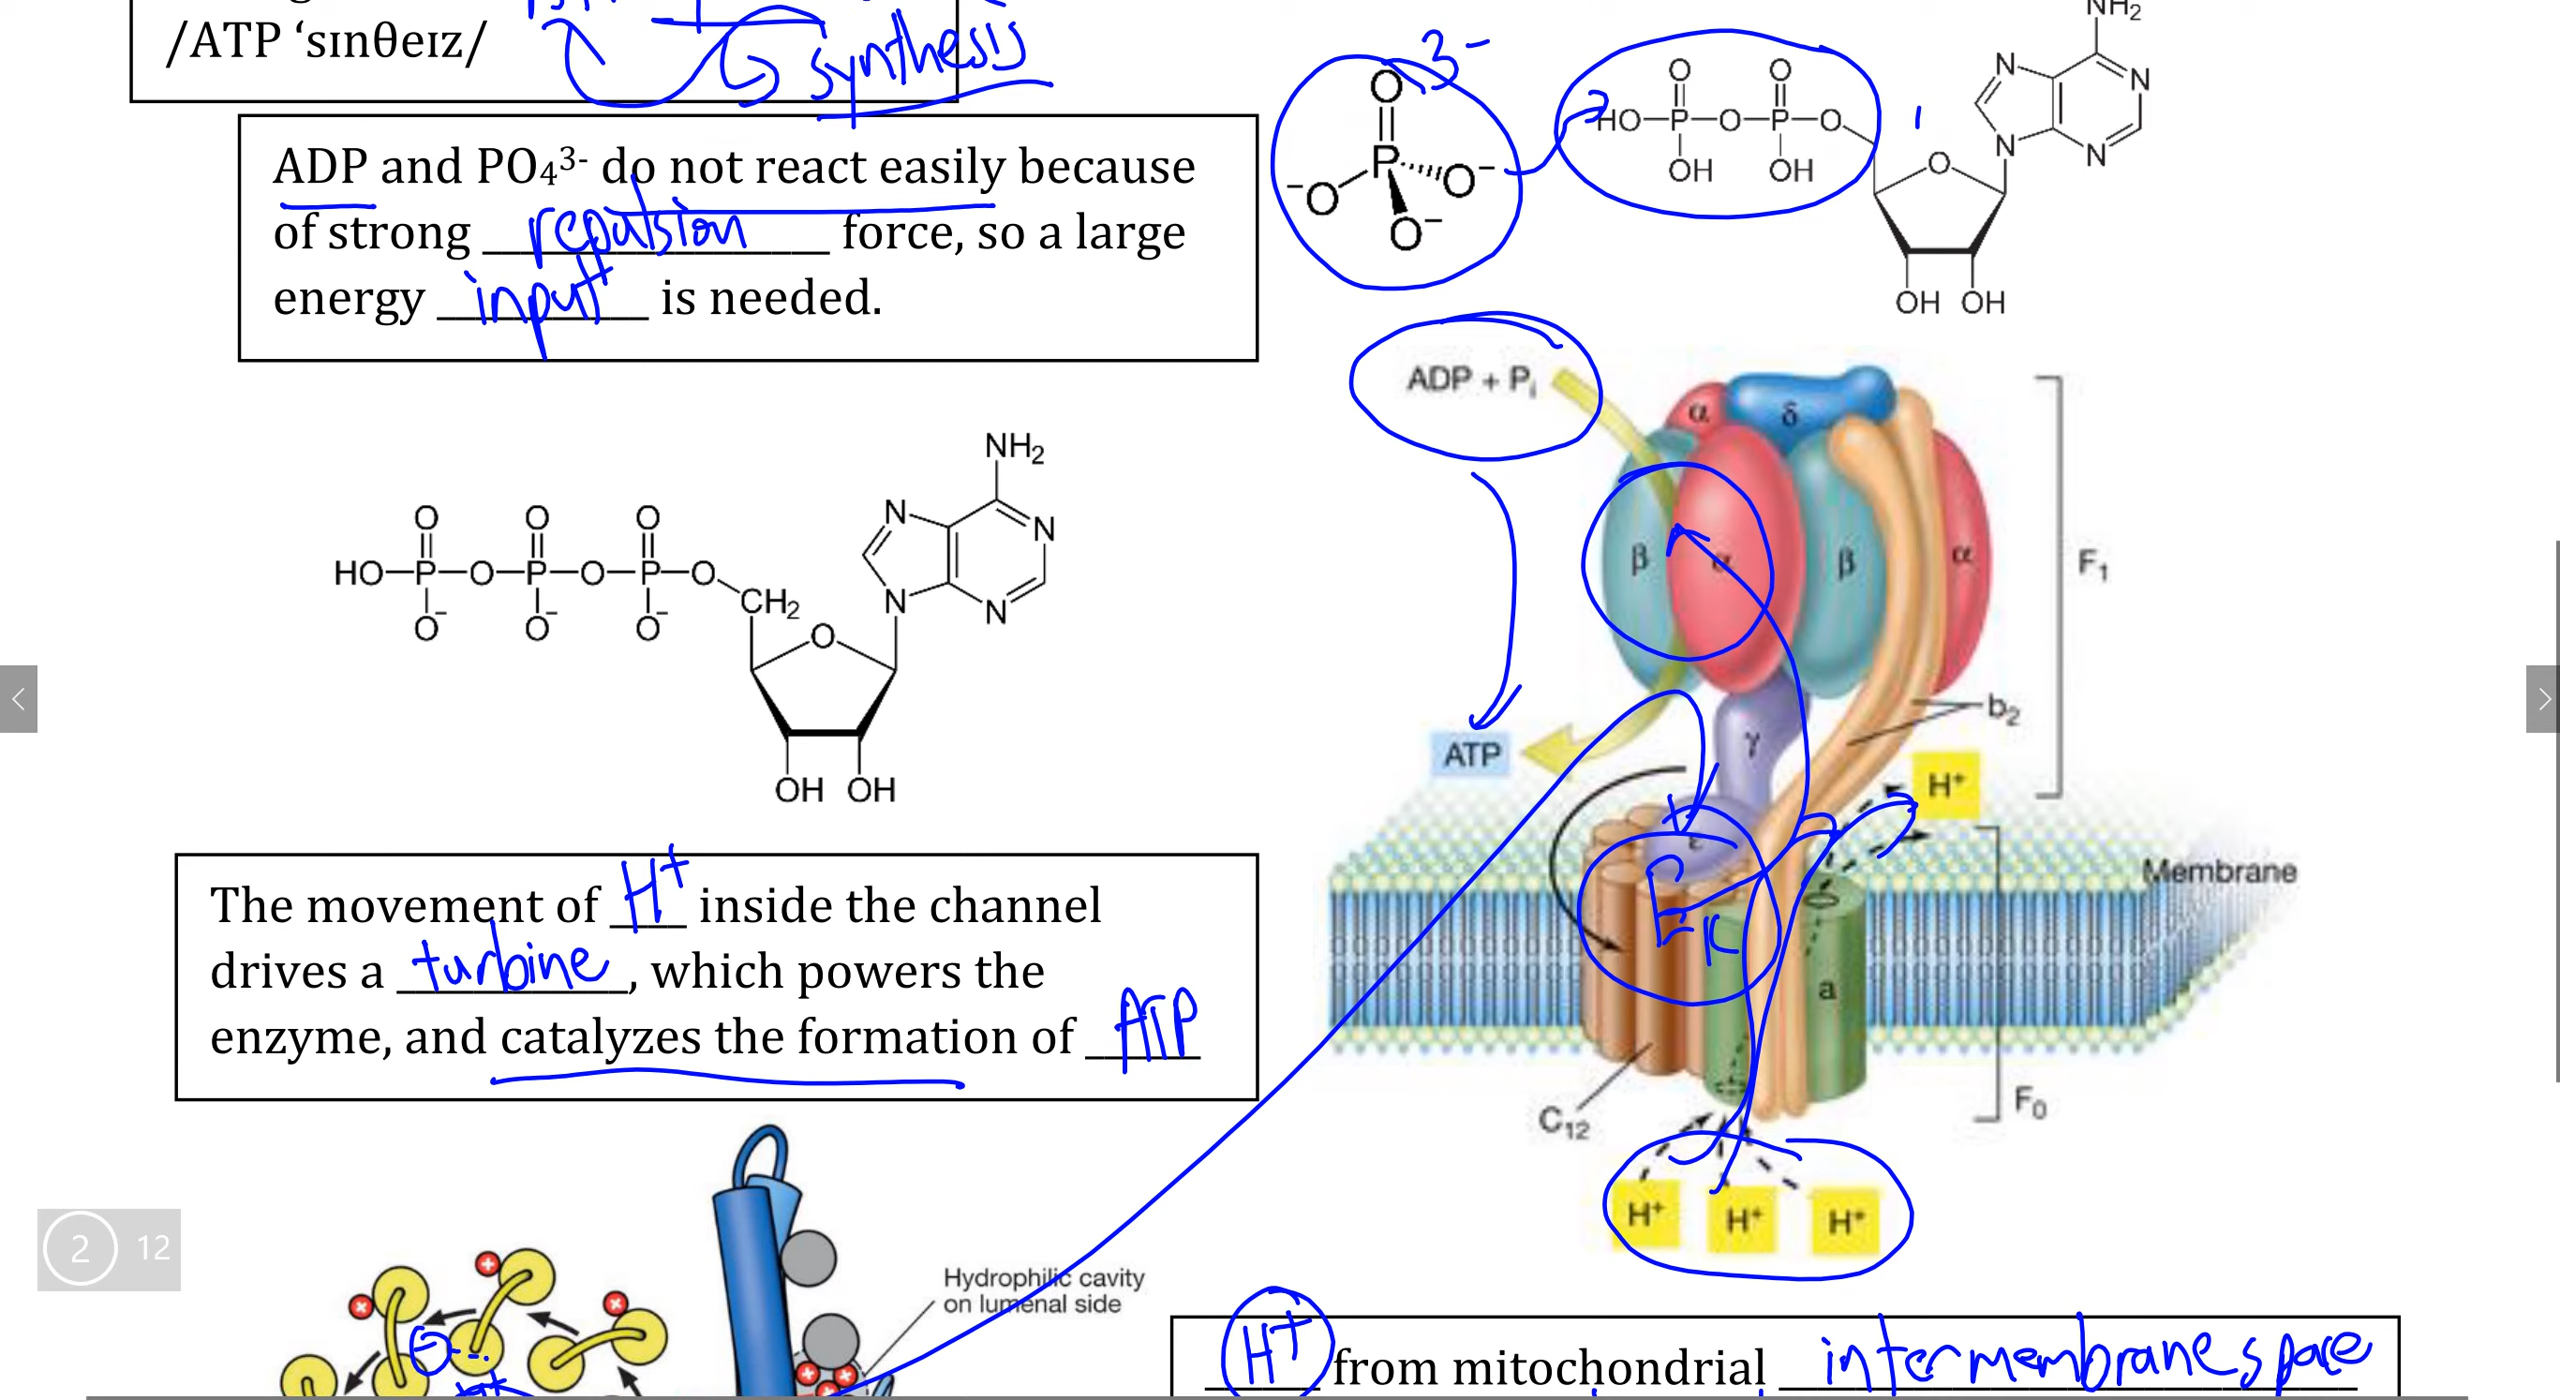 /ATP ‘sɪnθeɪz/
synthesis
ADP and PO₄³⁻ do not react easily because
of strong repulsion force, so a large
energy input is needed.
3-
O
P
⁻O
O⁻
O⁻
O O
HO—P—O—P—O
OH OH
NH₂
N N
N N
O
OH OH
ADP + Pᵢ
α δ
β α β α
F₁
γ
b₂
ATP
H⁺
ε
Eκ
Membrane
a
C₁₂
F₀
H⁺ H⁺ H⁺
NH₂
N N
N N
O O O
HO—P—O—P—O—P—O
O⁻ O⁻ O⁻
CH₂
O
OH OH
The movement of H⁺ inside the channel
drives a turbine, which powers the
enzyme, and catalyzes the formation of ATP
Hydrophilic cavity
on lumenal side
2 12
H⁺ from mitochondrial intermembrane space